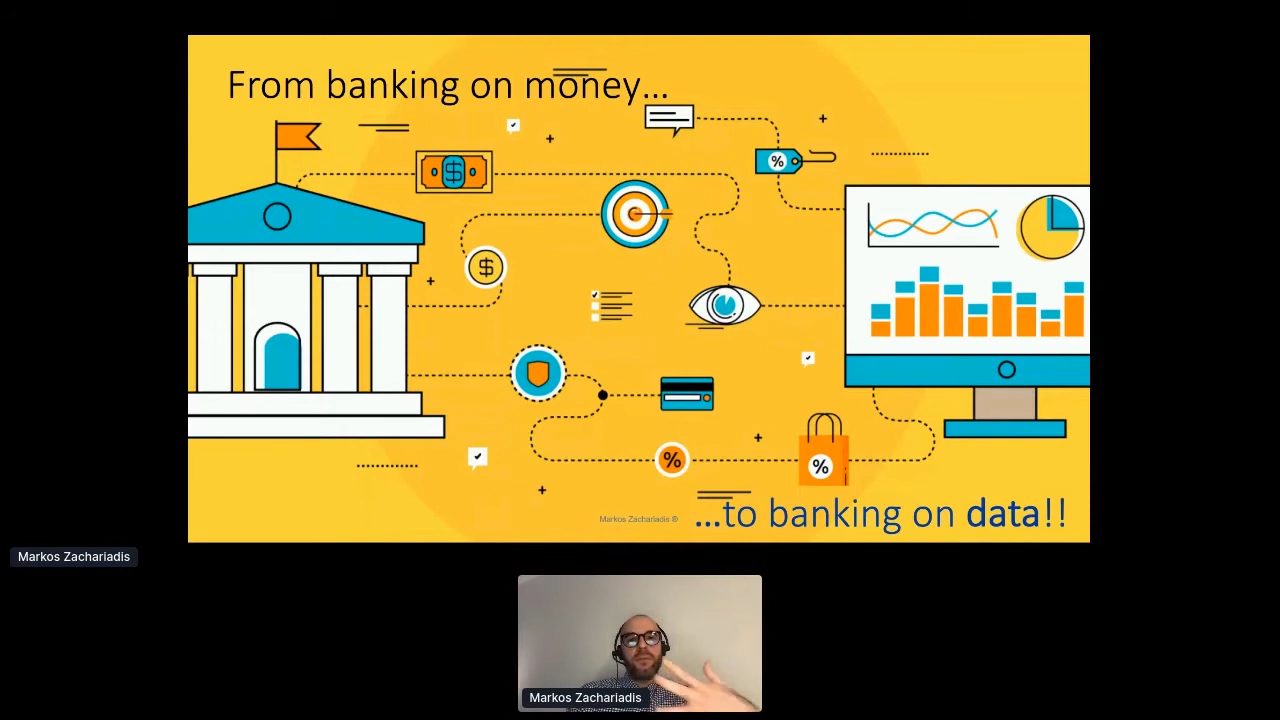 From banking on money...
$
%
$
%
%
Markos Zachariadis ®
...to banking on data!!
Markos Zachariadis
Markos Zachariadis